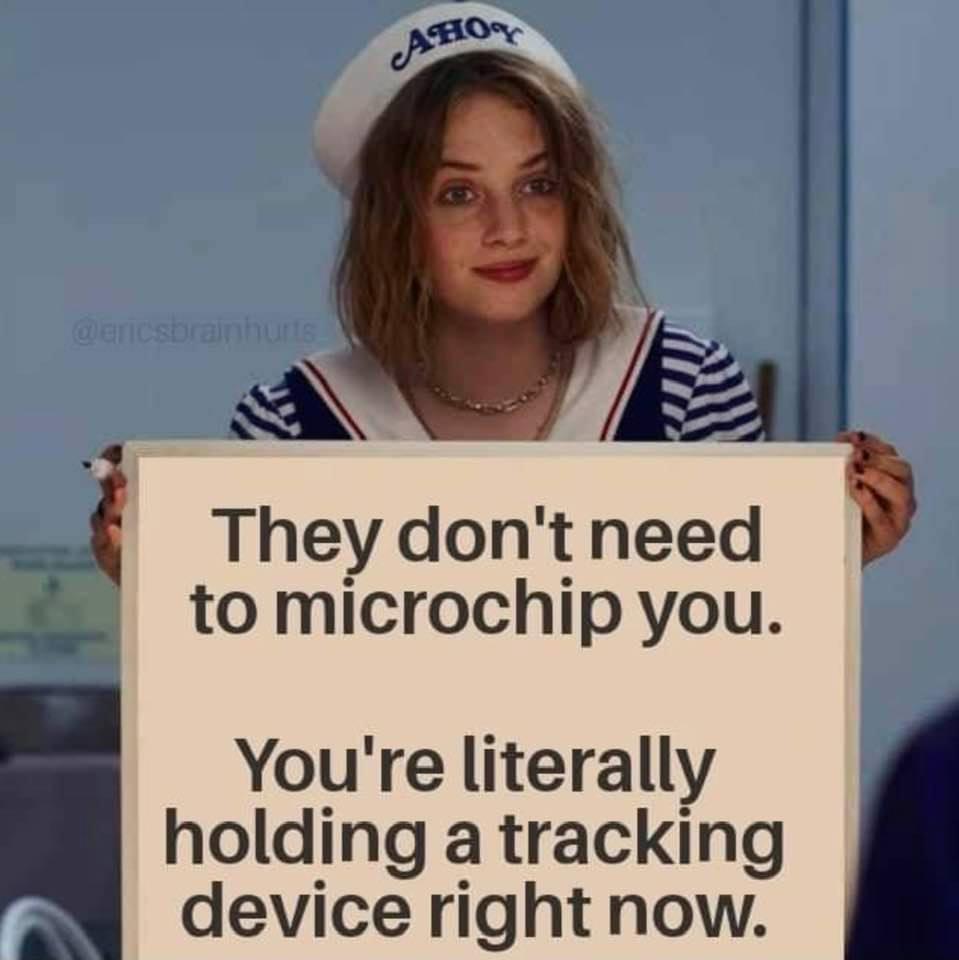 AHOY
@ericsbrainhurts
They don't need
to microchip you.
You're literally
holding a tracking
device right now.